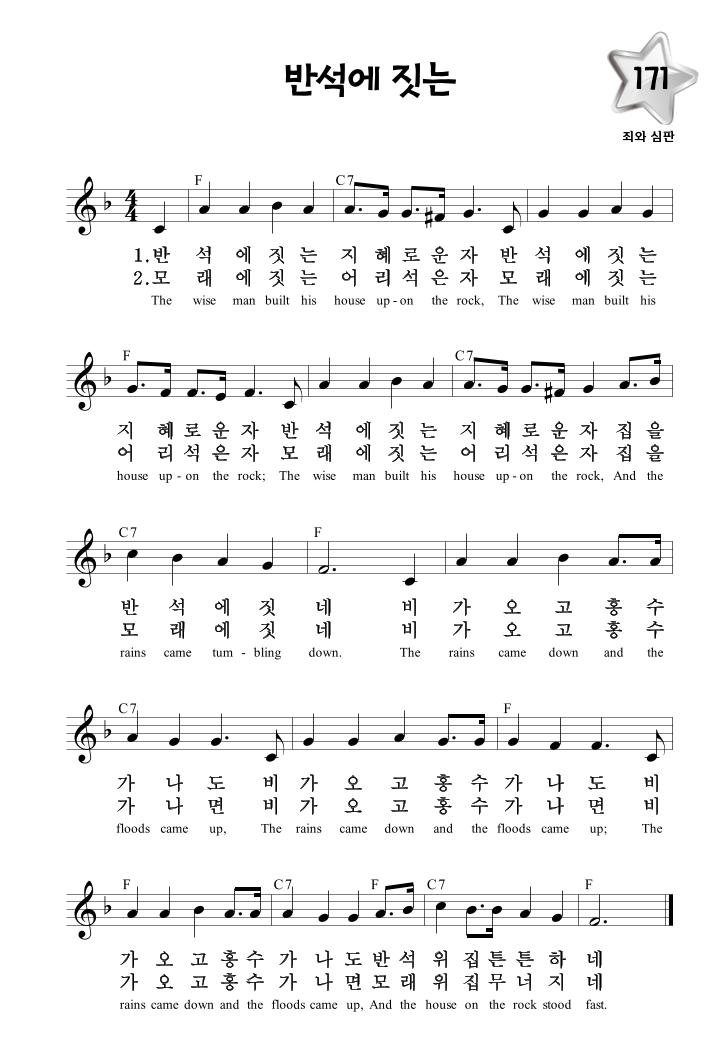 반석에 짓는
171
죄와 심판
F C7
1.반 석 에 짓 는 지 혜 로 운 자 반 석 에 짓 는
2.모 래 에 짓 는 어 리 석 은 자 모 래 에 짓 는
The wise man built his house up - on the rock, The wise man built his
F C7
지 혜 로 운 자 반 석 에 짓 는 지 혜 로 운 자 집 을
어 리 석 은 자 모 래 에 짓 는 어 리 석 은 자 집 을
house up - on the rock; The wise man built his house up - on the rock, And the
C7 F
반 석 에 짓 네 비 가 오 고 홍 수
모 래 에 짓 네 비 가 오 고 홍 수
rains came tum - bling down. The rains came down and the
C7 F
가 나 도 비 가 오 고 홍 수 가 나 도 비
가 나 면 비 가 오 고 홍 수 가 나 면 비
floods came up, The rains came down and the floods came up; The
F C7 F C7 F
가 오 고 홍 수 가 나 도 반 석 위 집 튼 튼 하 네
가 오 고 홍 수 가 나 면 모 래 위 집 무 너 지 네
rains came down and the floods came up, And the house on the rock stood fast.